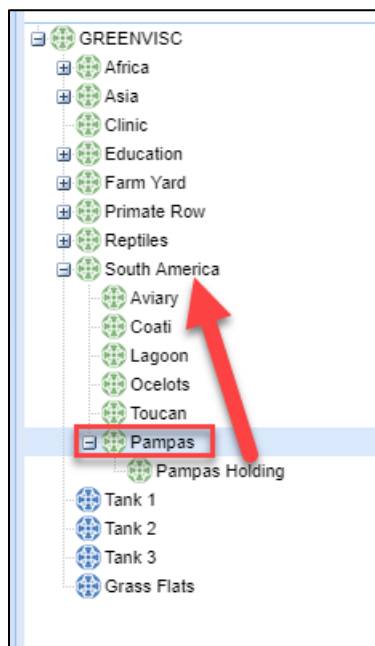 GREENVISC
Africa
Asia
Clinic
Education
Farm Yard
Primate Row
Reptiles
South America
Aviary
Coati
Lagoon
Ocelots
Toucan
Pampas
Pampas Holding
Tank 1
Tank 2
Tank 3
Grass Flats